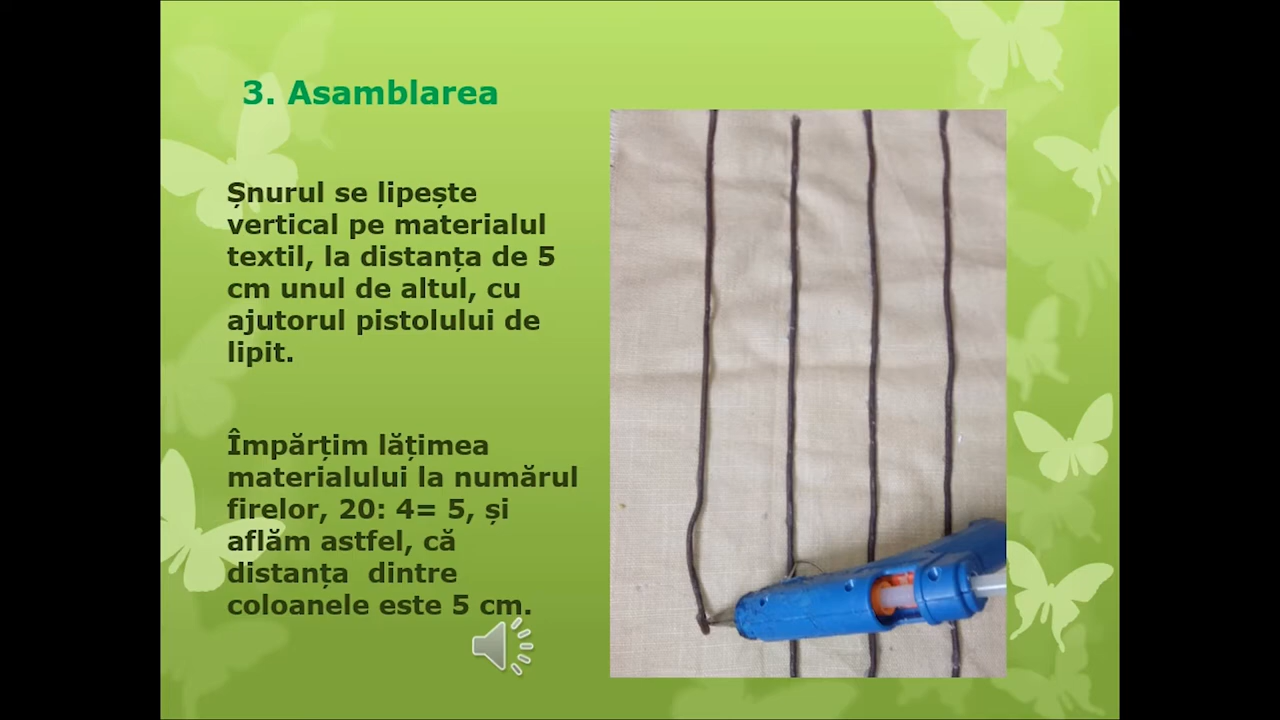 3. Asamblarea
Șnurul se lipește
vertical pe materialul
textil, la distanța de 5
cm unul de altul, cu
ajutorul pistolului de
lipit.
Împărțim lățimea
materialului la numărul
firelor, 20: 4= 5, și
aflăm astfel, că
distanța  dintre
coloanele este 5 cm.